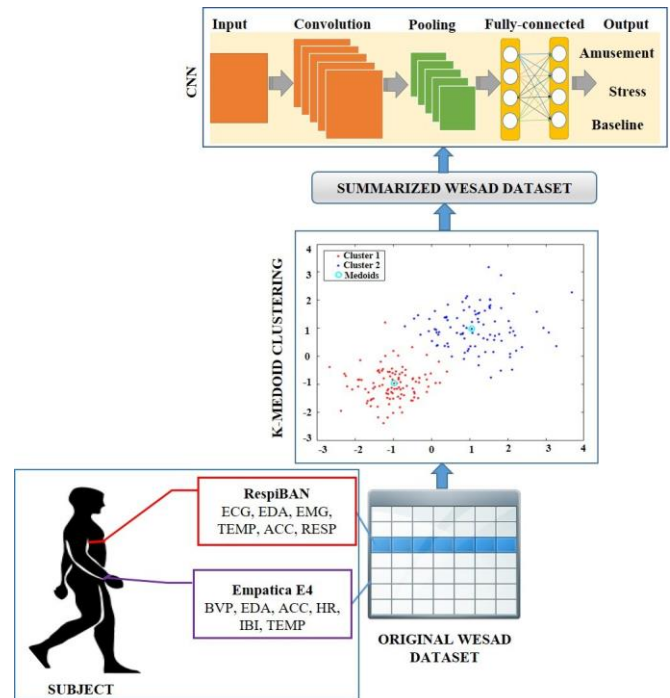 Input Convolution Pooling Fully-connected Output
CNN
Amusement
Stress
Baseline
SUMMARIZED WESAD DATASET
K-MEDOID CLUSTERING
Cluster 1
Cluster 2
Medoids
4
3
2
1
0
-1
-2
-3
-3 -2 -1 0 1 2 3 4
RespiBAN
ECG, EDA, EMG,
TEMP, ACC, RESP
Empatica E4
BVP, EDA, ACC, HR,
IBI, TEMP
SUBJECT
ORIGINAL WESAD
DATASET